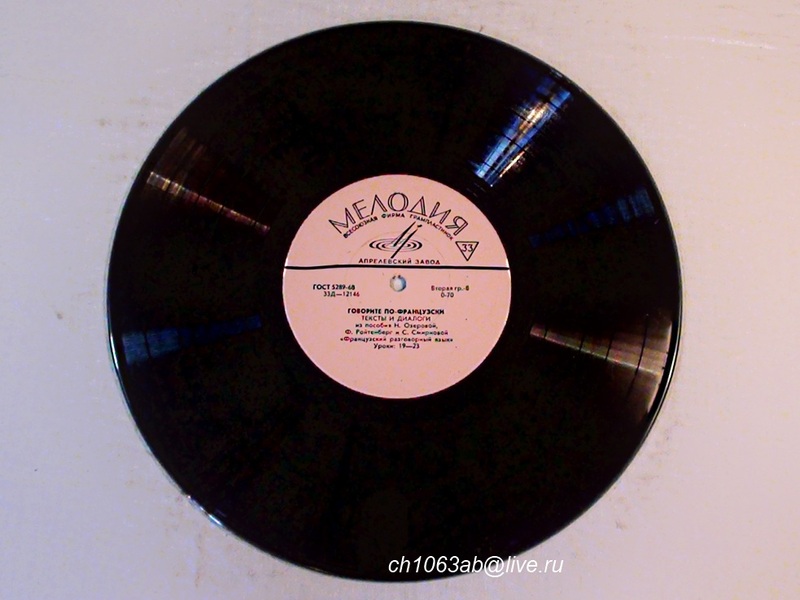 МЕЛОДИЯ
ВСЕСОЮЗНАЯ ФИРМА ГРАМПЛАСТИНОК
33
АПРЕЛЕВСКИЙ ЗАВОД
ГОСТ 5289-68 Вторая гр.-8
33Д—12146 0-70
ГОВОРИТЕ ПО-ФРАНЦУЗСКИ
ТЕКСТЫ И ДИАЛОГИ
из пособия Н. Озеровой,
Ф. Ройтенберг и С. Смирновой
«Французский разговорный язык»
Уроки: 19—23
ch1063ab@live.ru